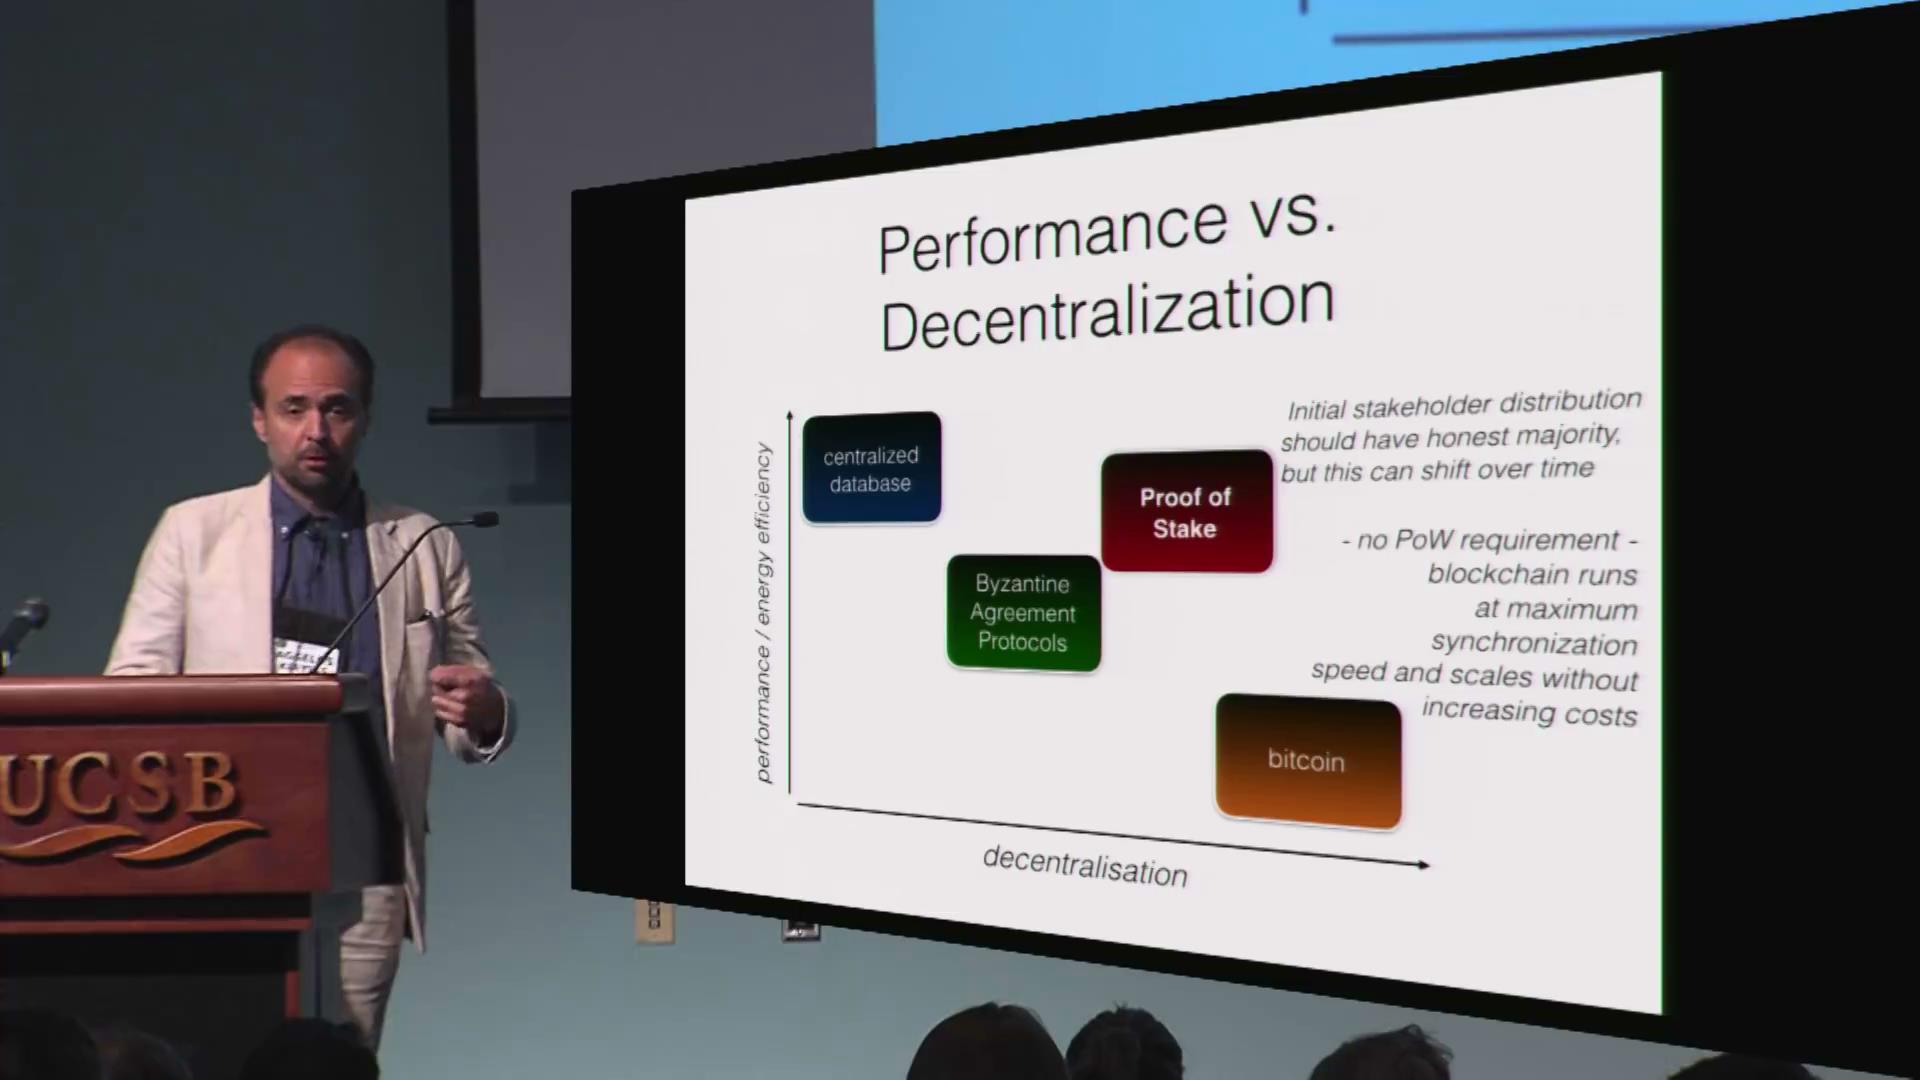 Performance vs.
Decentralization
performance / energy efficiency
centralized
database
Byzantine
Agreement
Protocols
Proof of
Stake
bitcoin
decentralisation
Initial stakeholder distribution
should have honest majority,
but this can shift over time
- no PoW requirement -
blockchain runs
at maximum
synchronization
speed and scales without
increasing costs
UCSB